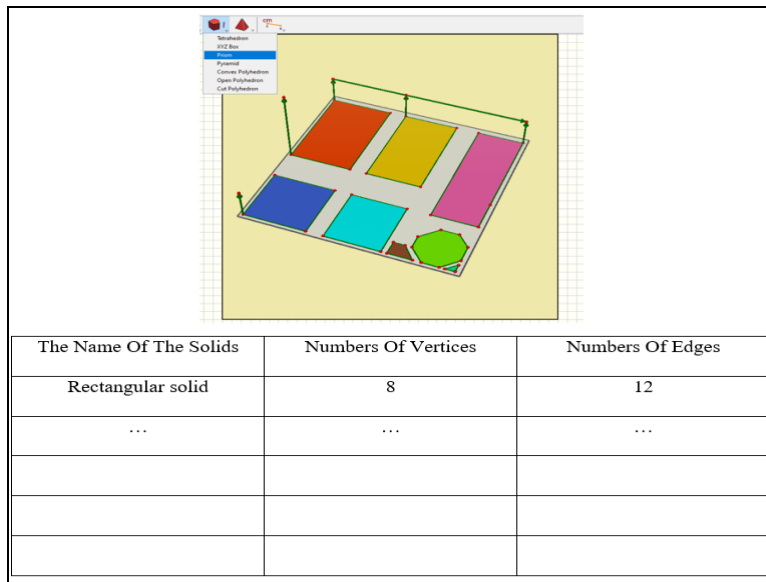 cm
Tetrahedron
XYZ Box
Prism
Pyramid
Convex Polyhedron
Open Polyhedron
Cut Polyhedron
The Name Of The Solids Numbers Of Vertices Numbers Of Edges
Rectangular solid 8 12
… … …